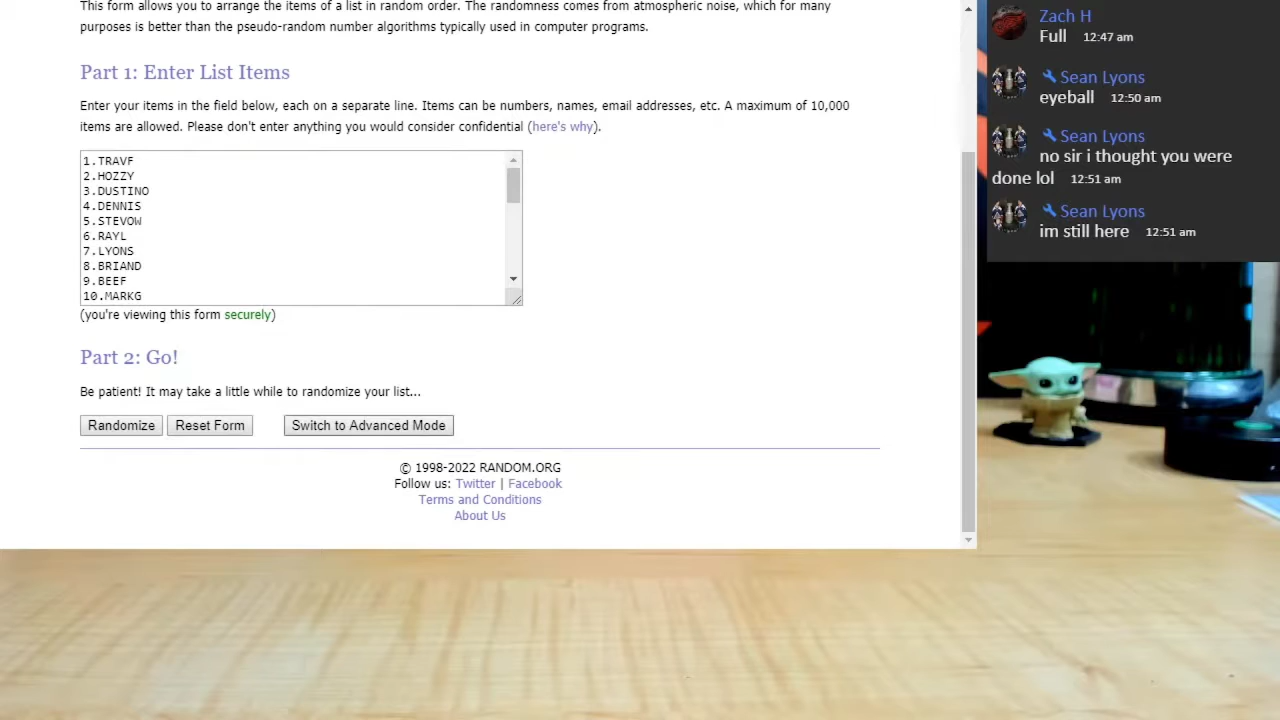 This form allows you to arrange the items of a list in random order. The randomness comes from atmospheric noise, which for many
purposes is better than the pseudo-random number algorithms typically used in computer programs.
Part 1: Enter List Items
Enter your items in the field below, each on a separate line. Items can be numbers, names, email addresses, etc. A maximum of 10,000
items are allowed. Please don't enter anything you would consider confidential (here's why).
1.TRAVF
2.HOZZY
3.DUSTINO
4.DENNIS
5.STEVOW
6.RAYL
7.LYONS
8.BRIAND
9.BEEF
10.MARKG
(you're viewing this form securely)
Part 2: Go!
Be patient! It may take a little while to randomize your list...
Randomize Reset Form Switch to Advanced Mode
© 1998-2022 RANDOM.ORG
Follow us: Twitter | Facebook
Terms and Conditions
About Us
Zach H
Full 12:47 am
Sean Lyons
eyeball 12:50 am
Sean Lyons
no sir i thought you were
done lol 12:51 am
Sean Lyons
im still here 12:51 am